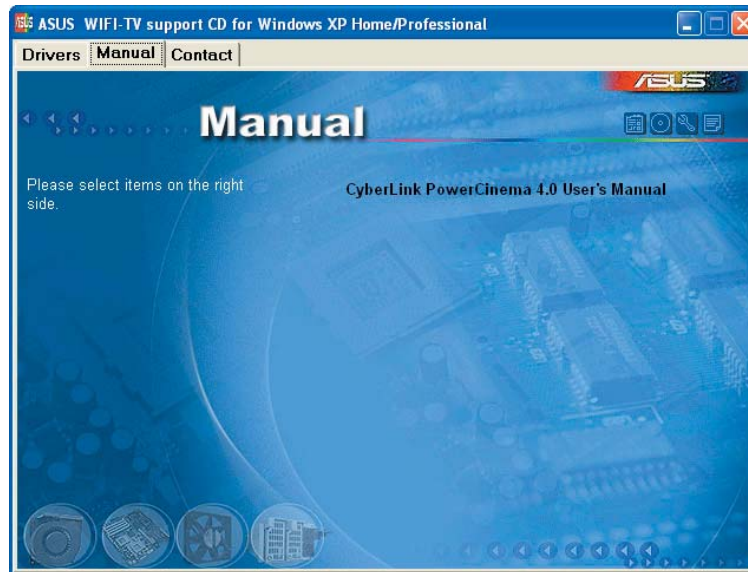 ASUS WIFI-TV support CD for Windows XP Home/Professional
Drivers Manual Contact
ASUS
Manual
Please select items on the right
side.
CyberLink PowerCinema 4.0 User's Manual